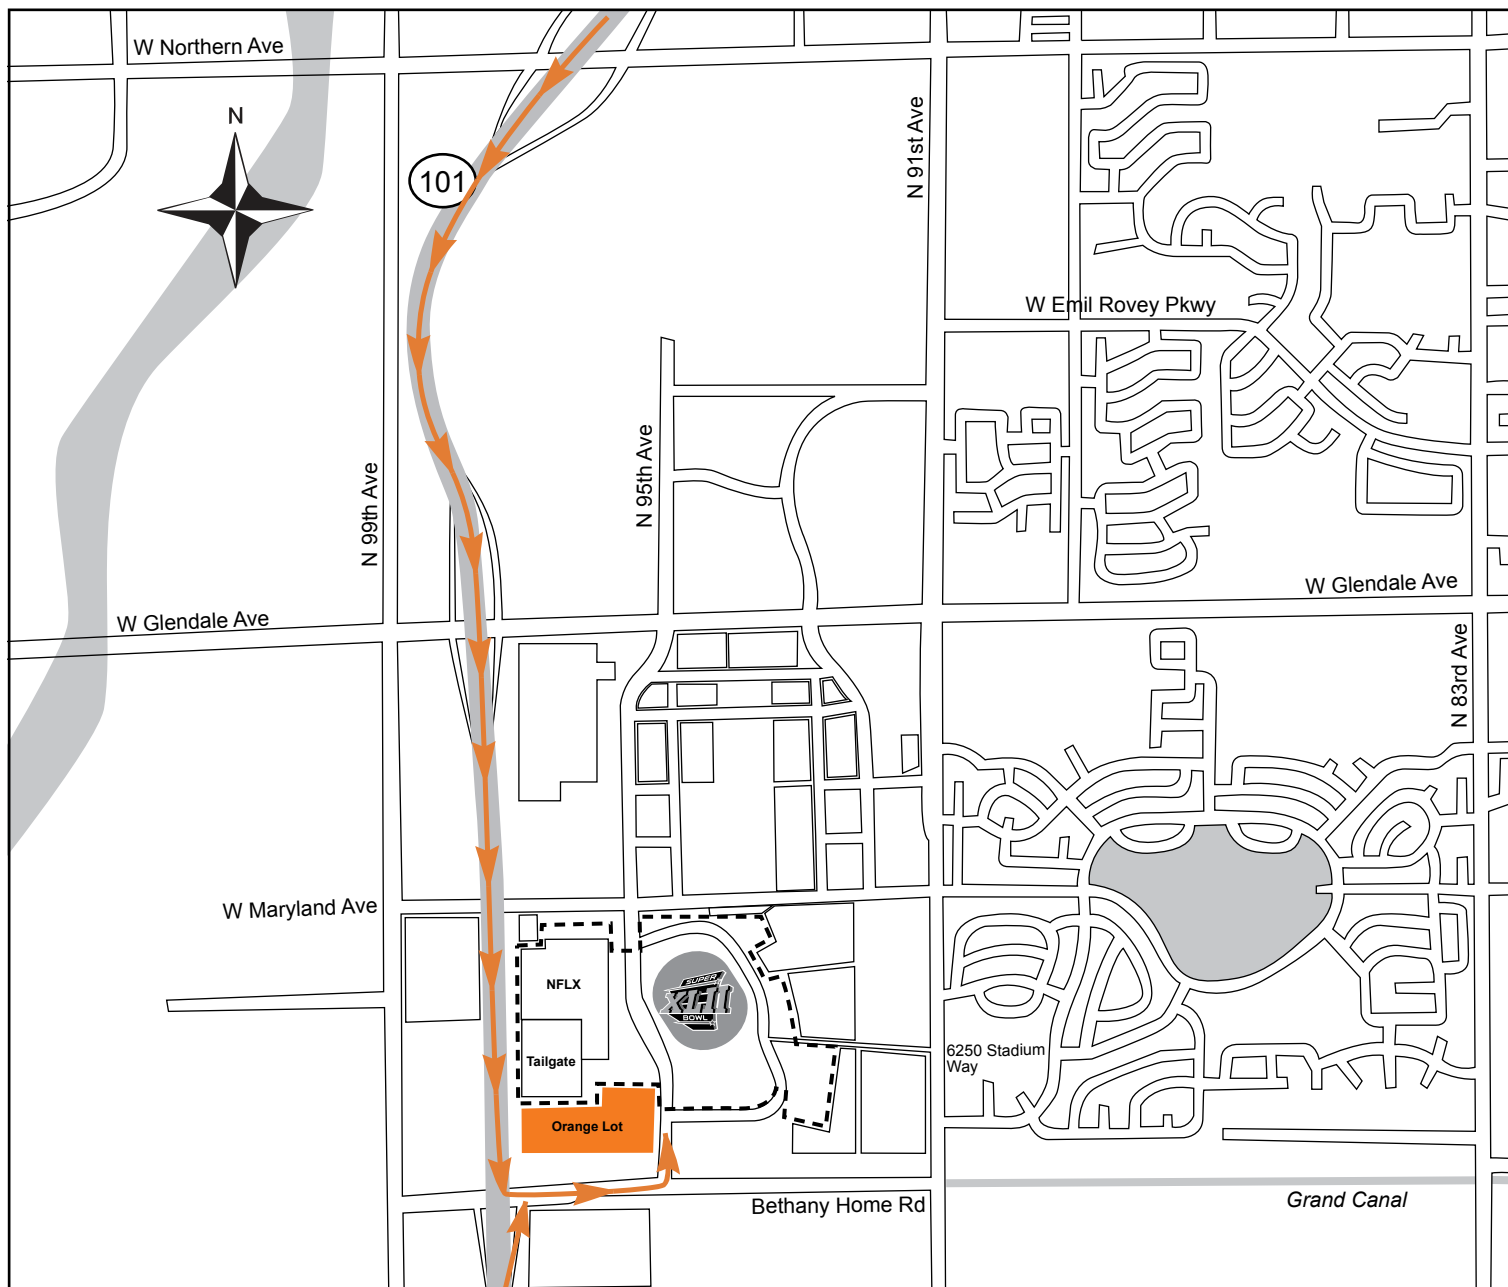 W Northern Ave
N
101
N 91st Ave
W Emil Rovey Pkwy
N 99th Ave
N 95th Ave
W Glendale Ave
W Glendale Ave
N 83rd Ave
W Maryland Ave
NFLX
SUPER
XLII
BOWL
Tailgate
6250 Stadium
Way
Orange Lot
Bethany Home Rd
Grand Canal